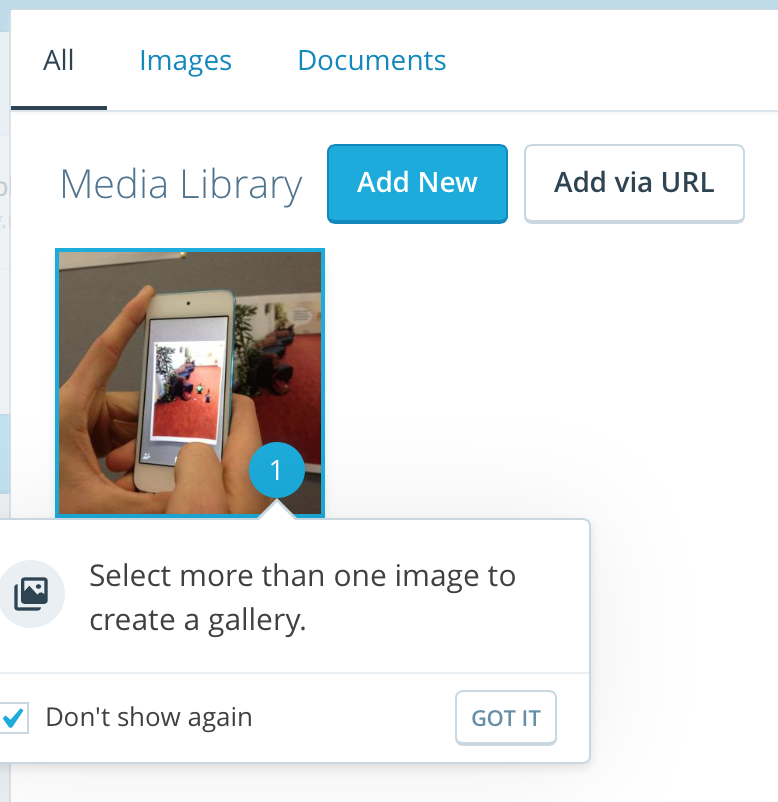 All Images Documents
Media Library Add New Add via URL
1
Select more than one image to
create a gallery.
Don't show again GOT IT